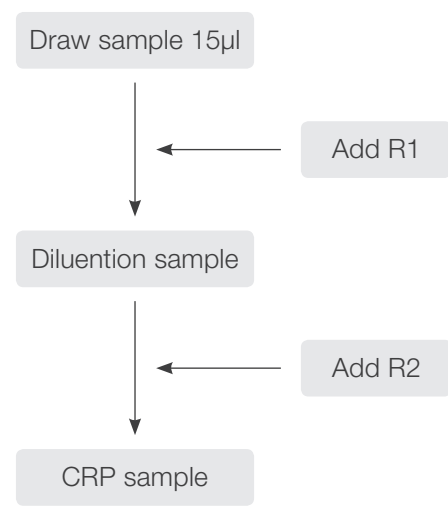 Draw sample 15µl
Add R1
Diluention sample
Add R2
CRP sample